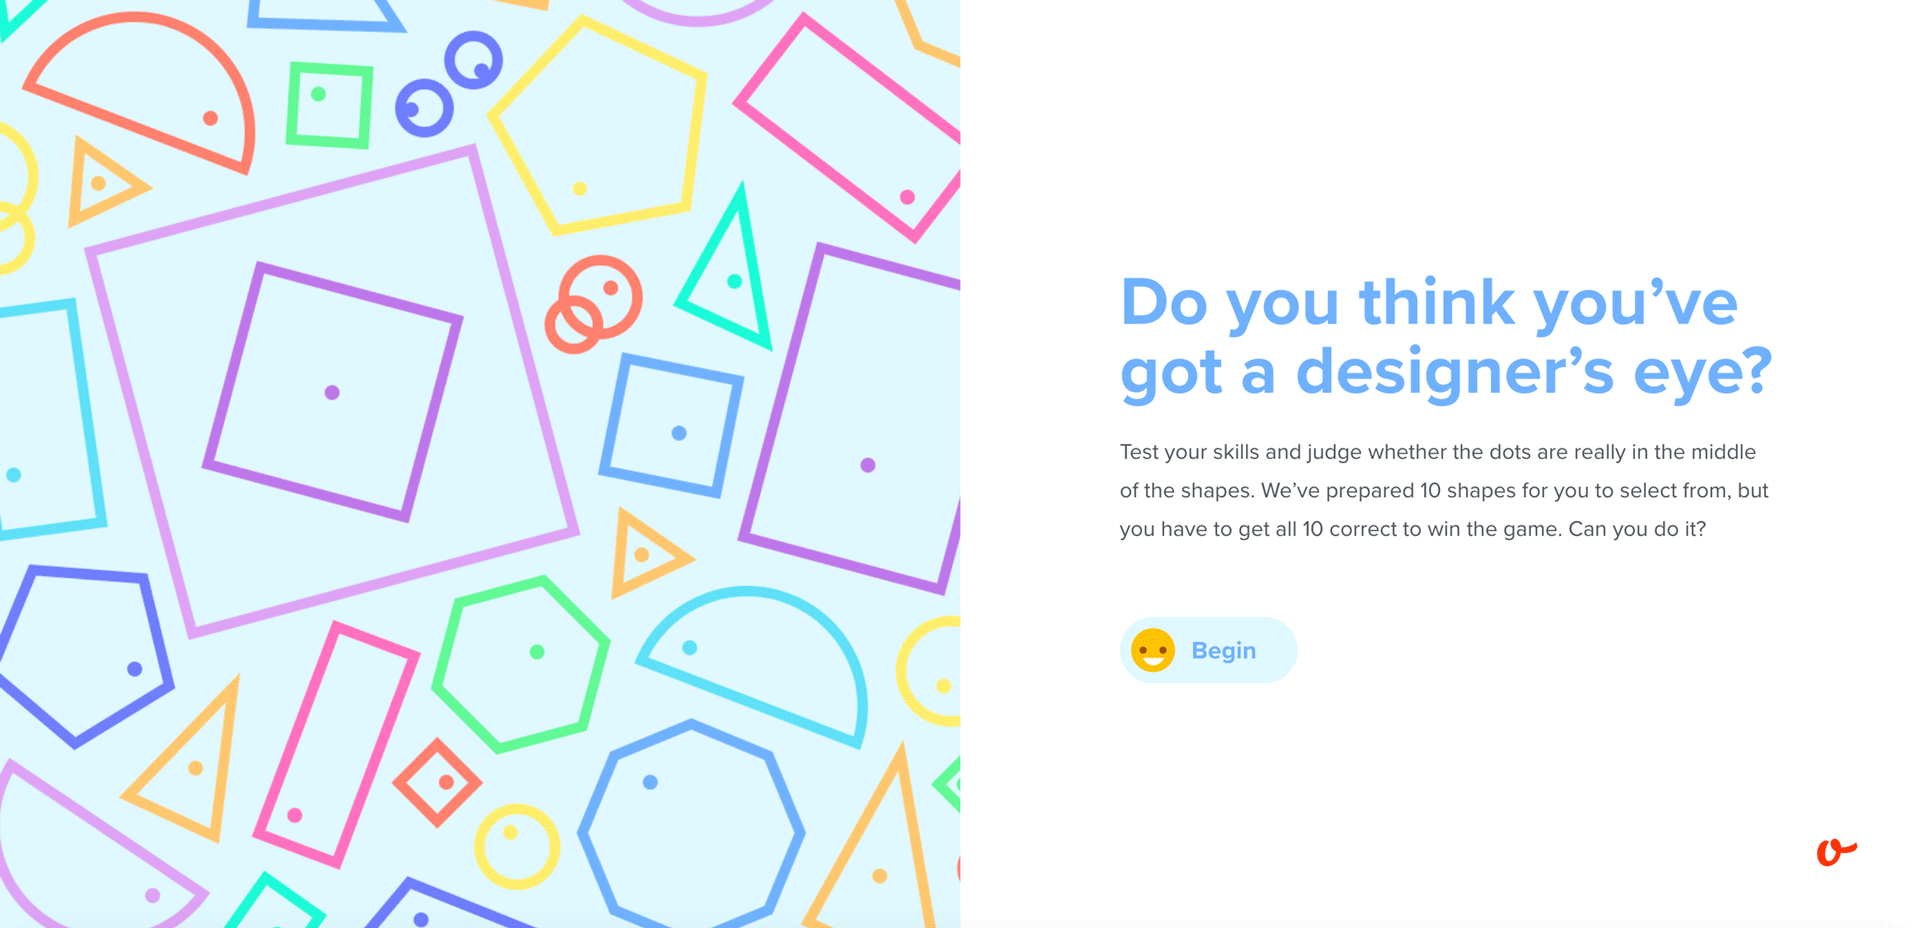 Do you think you’ve
got a designer’s eye?
Test your skills and judge whether the dots are really in the middle
of the shapes. We’ve prepared 10 shapes for you to select from, but
you have to get all 10 correct to win the game. Can you do it?
Begin